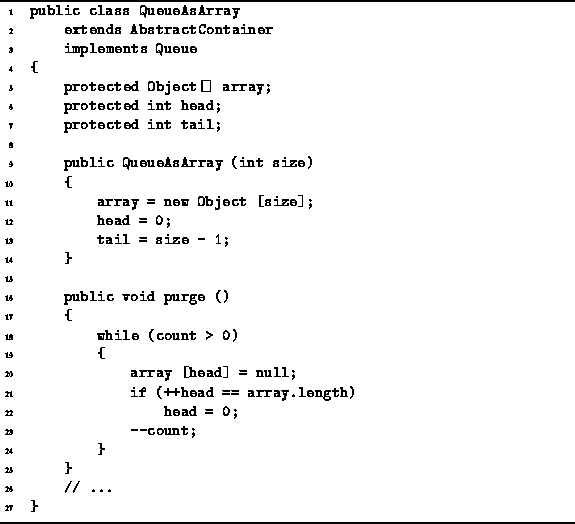 1 public class QueueAsArray
2     extends AbstractContainer
3     implements Queue
4 {
5     protected Object[] array;
6     protected int head;
7     protected int tail;
8
9     public QueueAsArray (int size)
10     {
11         array = new Object [size];
12         head = 0;
13         tail = size - 1;
14     }
15
16     public void purge ()
17     {
18         while (count > 0)
19         {
20             array [head] = null;
21             if (++head == array.length)
22                 head = 0;
23             --count;
24         }
25     }
26     // ...
27 }